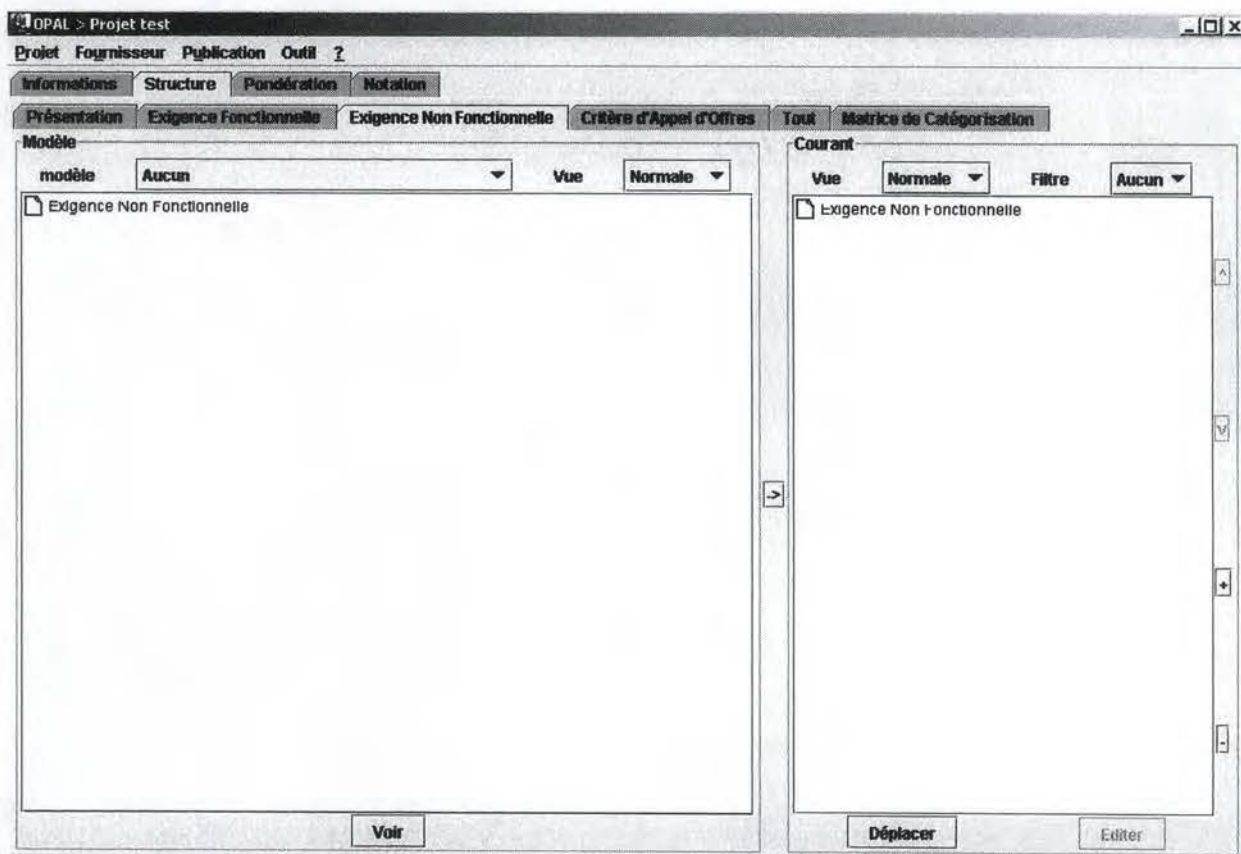 OPAL > Projet test
Projet Fournisseur Publication Outil ?
Informations Structure Pondération Notation
Présentation Exigence Fonctionnelle Exigence Non Fonctionnelle Critère d'Appel d'Offres Tout Matrice de Catégorisation
Modèle
modèle Aucun Vue Normale
Exigence Non Fonctionnelle
Voir
->
Courant
Vue Normale Filtre Aucun
Exigence Non Fonctionnelle
^
v
+
-
Déplacer Editer